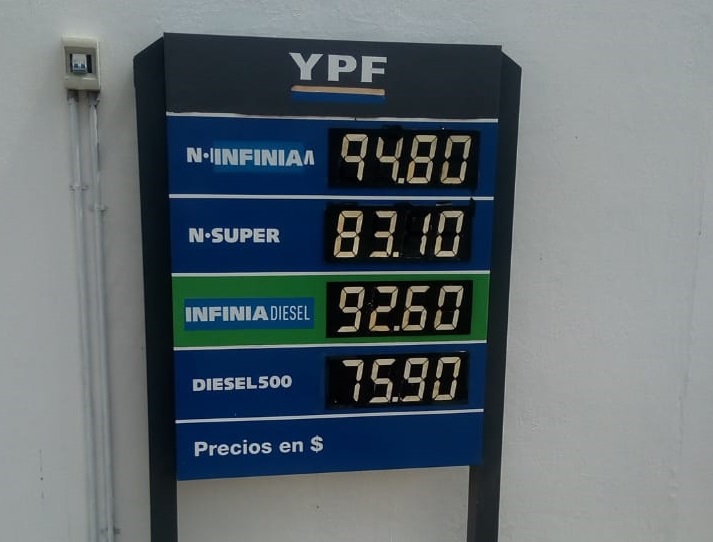 YPF
N·INFINIA 94.80
N·SUPER 83.10
INFINIA DIESEL 92.60
DIESEL500 75.90
Precios en $